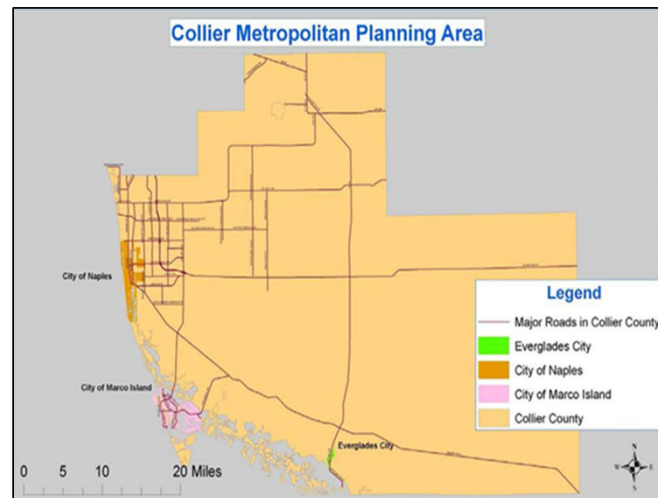 Collier Metropolitan Planning Area
City of Naples
City of Marco Island
Everglades City
Legend
Major Roads in Collier County
Everglades City
City of Naples
City of Marco Island
Collier County
N
W E
S
0 5 10 20 Miles